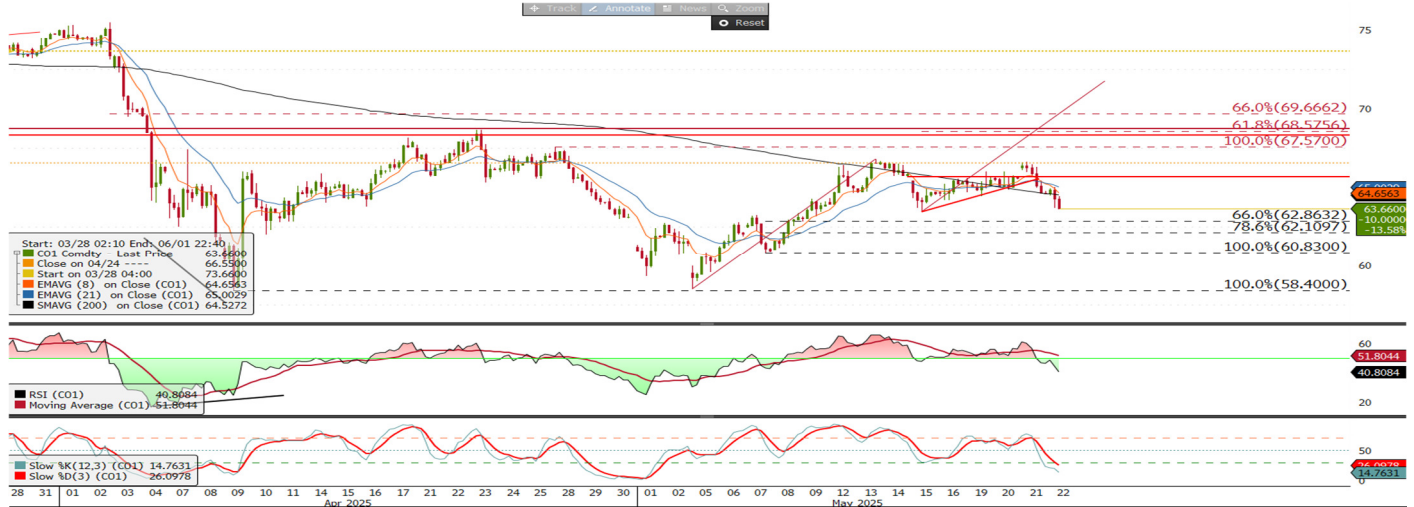 Track Annotate News Zoom
Reset
75
70
60
66.0%(69.6662)
61.8%(68.5756)
100.0%(67.5700)
65.0029
64.6563
63.6600
-10.0000
-13.58%
66.0%(62.8632)
78.6%(62.1097)
100.0%(60.8300)
100.0%(58.4000)
Start: 03/28 02:10 End: 06/01 22:40
CO1 Comdty - Last Price 63.6600
Close on 04/24 ---- 66.5500
Start on 03/28 04:00 73.6600
EMAVG (8) on Close (CO1) 64.6563
EMAVG (21) on Close (CO1) 65.0029
SMAVG (200) on Close (CO1) 64.5272
60
51.8044
40.8084
20
RSI (CO1) 40.8084
Moving Average (CO1) 51.8044
50
26.0978
14.7631
0
Slow %K(12,3) (CO1) 14.7631
Slow %D(3) (CO1) 26.0978
28 31 01 02 03 04 07 08 09 10 11 14 15 16 17 21 22 23 24 25 28 29 30 01 02 05 06 07 08 09 12 13 14 15 16 19 20 21 22
Apr 2025 May 2025